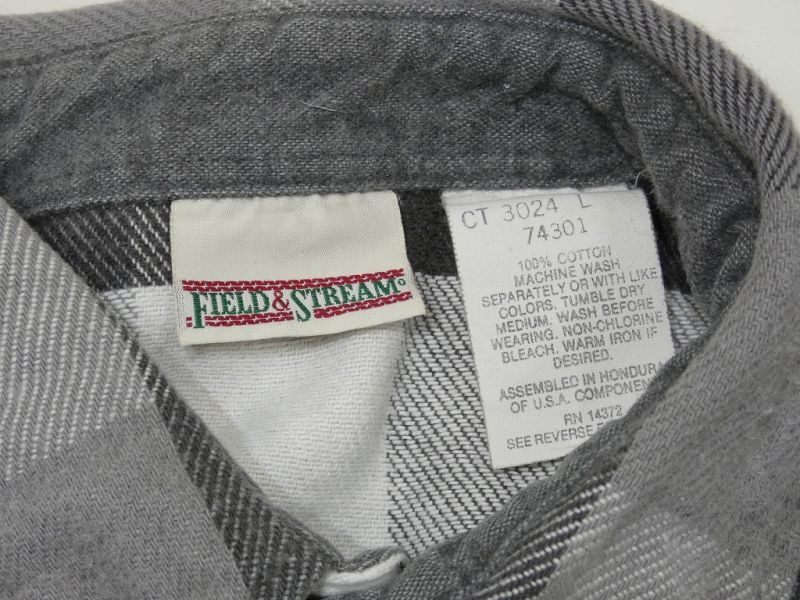 FIELD & STREAM
CT 3024 L
74301
100% COTTON
MACHINE WASH
SEPARATELY OR WITH LIKE
COLORS. TUMBLE DRY
MEDIUM. WASH BEFORE
WEARING. NON-CHLORINE
BLEACH. WARM IRON IF
DESIRED.
ASSEMBLED IN HONDURA
OF U.S.A. COMPONEN
RN 14372
SEE REVERSE